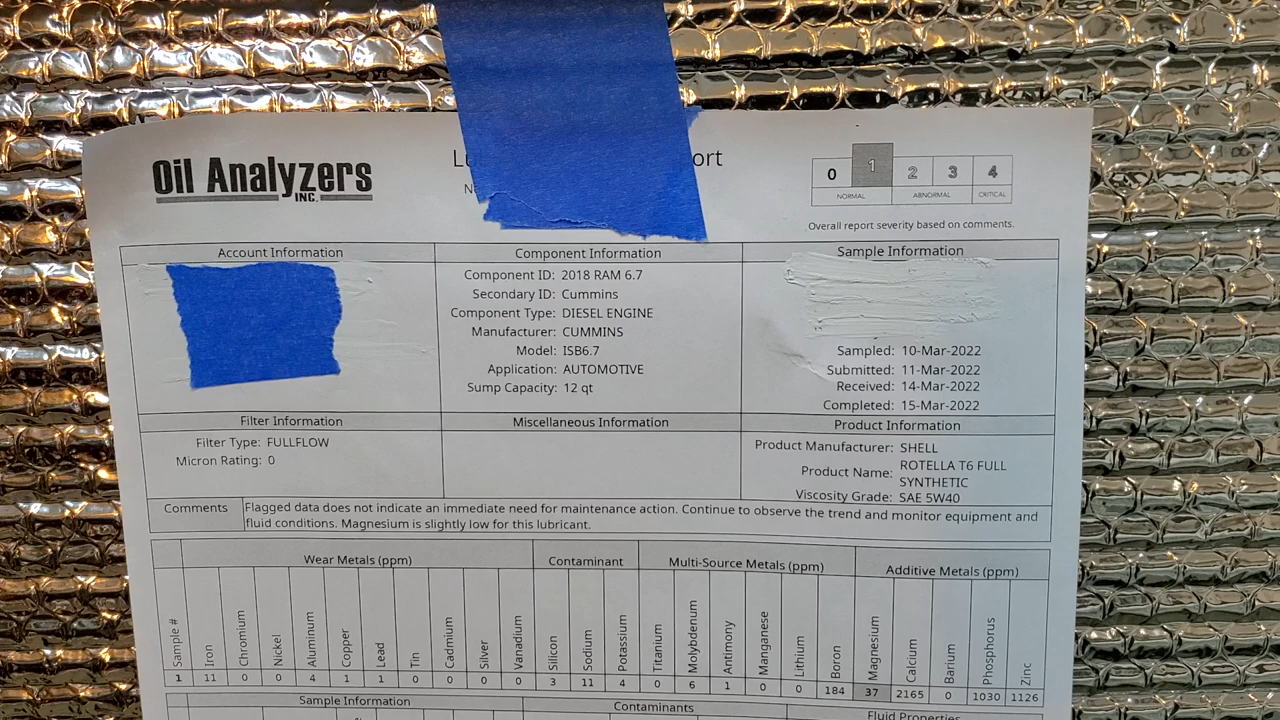 Oil Analyzers
INC.
0 1 2 3 4
NORMAL ABNORMAL CRITICAL
Overall report severity based on comments.
Account Information
Component Information
Component ID: 2018 RAM 6.7
Secondary ID: Cummins
Component Type: DIESEL ENGINE
Manufacturer: CUMMINS
Model: ISB6.7
Application: AUTOMOTIVE
Sump Capacity: 12 qt
Sample Information
Sampled: 10-Mar-2022
Submitted: 11-Mar-2022
Received: 14-Mar-2022
Completed: 15-Mar-2022
Filter Information
Filter Type: FULLFLOW
Micron Rating: 0
Miscellaneous Information
Product Information
Product Manufacturer: SHELL
Product Name: ROTELLA T6 FULL
SYNTHETIC
Viscosity Grade: SAE 5W40
Comments
Flagged data does not indicate an immediate need for maintenance action. Continue to observe the trend and monitor equipment and
fluid conditions. Magnesium is slightly low for this lubricant.
Wear Metals (ppm) Contaminant Multi-Source Metals (ppm) Additive Metals (ppm)
Sample # Iron Chromium Nickel Aluminum Copper Lead Tin Cadmium Silver Vanadium Silicon Sodium Potassium Titanium Molybdenum Antimony Manganese Lithium Boron Magnesium Calcium Barium Phosphorus Zinc
1 11 0 0 4 1 1 0 0 0 0 3 11 4 0 6 1 0 0 184 37 2165 0 1030 1126
Sample Information Contaminants Fluid Properties